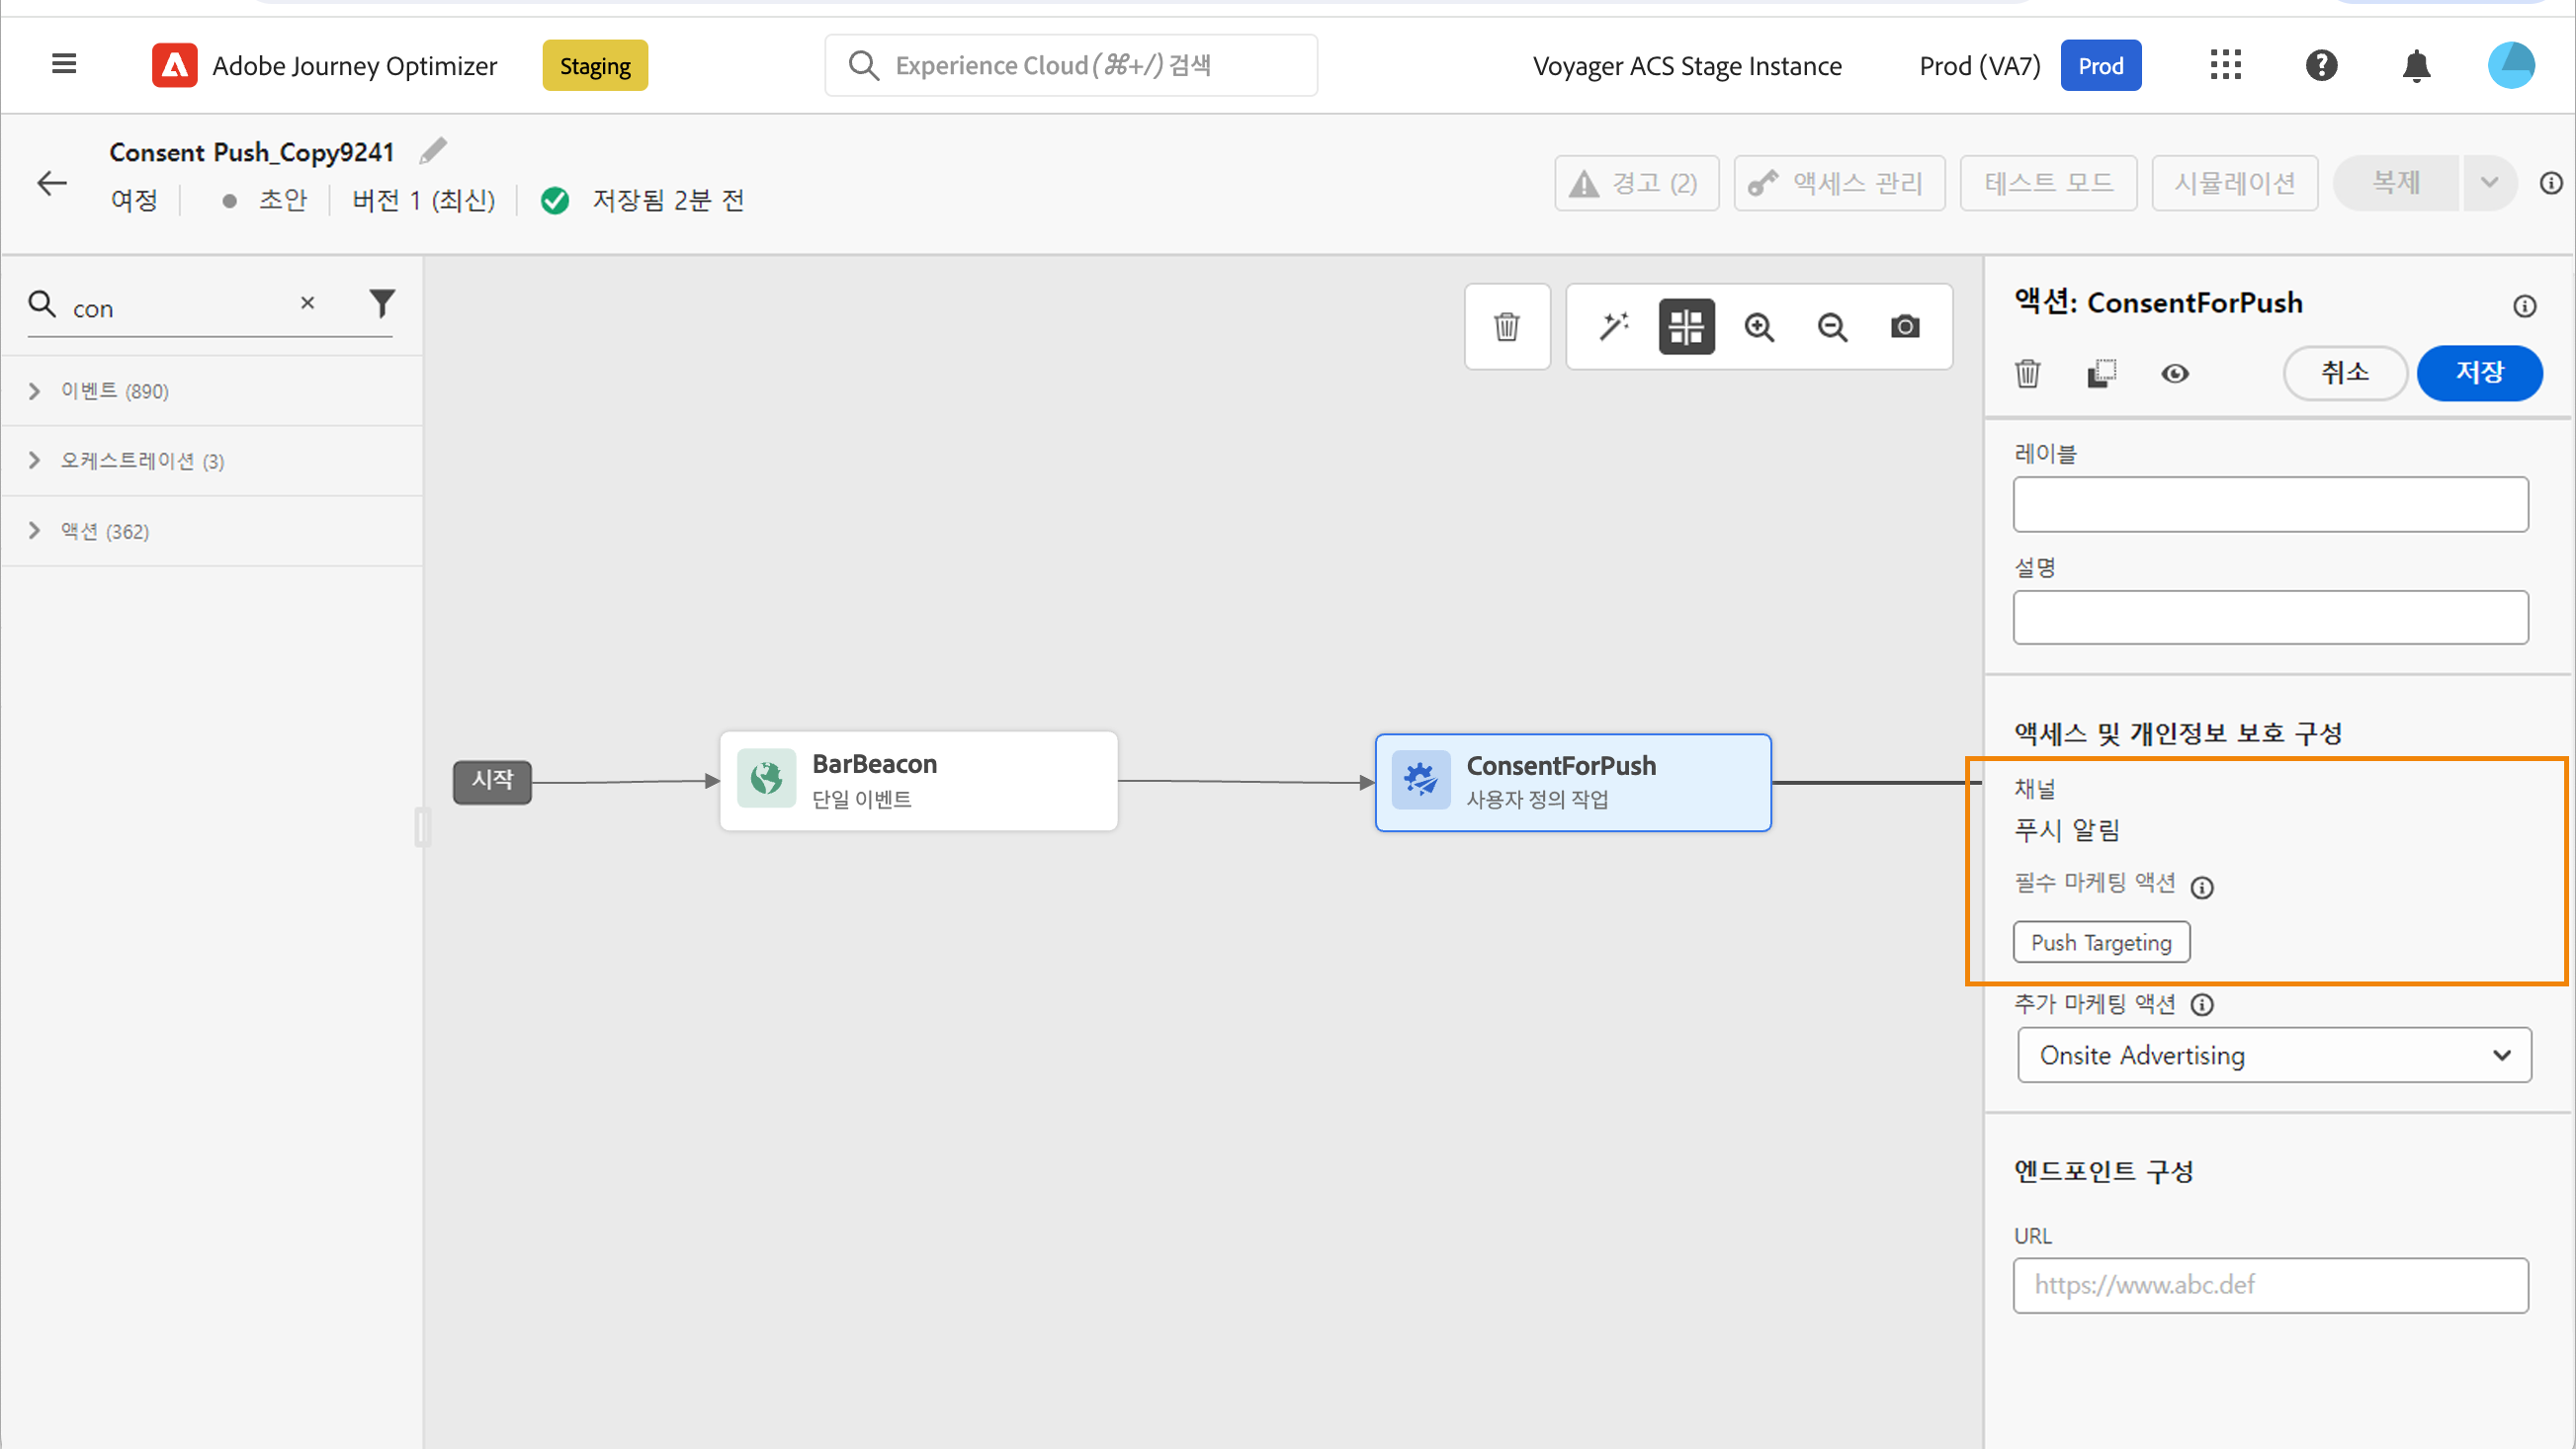 Adobe Journey Optimizer
Staging
Experience Cloud(⌘+/) 검색
Voyager ACS Stage Instance
Prod (VA7)
Prod
Consent Push_Copy9241
여정
초안
버전 1 (최신)
저장됨 2분 전
경고 (2)
액세스 관리
테스트 모드
시뮬레이션
복제
con
이벤트 (890)
오케스트레이션 (3)
액션 (362)
시작
BarBeacon
단일 이벤트
ConsentForPush
사용자 정의 작업
액션: ConsentForPush
취소
저장
레이블
설명
액세스 및 개인정보 보호 구성
채널
푸시 알림
필수 마케팅 액션
Push Targeting
추가 마케팅 액션
Onsite Advertising
엔드포인트 구성
URL
https://www.abc.def